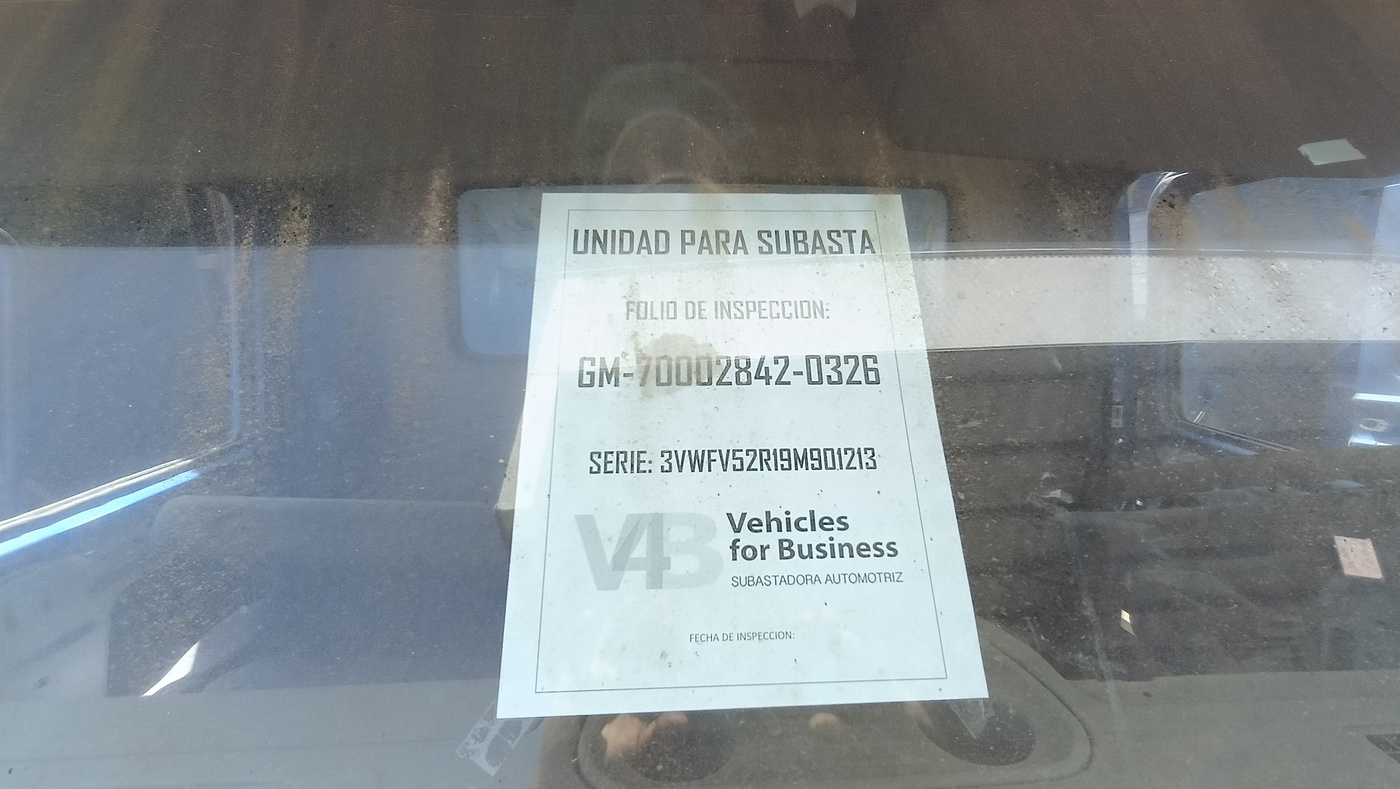 UNIDAD PARA SUBASTA
FOLIO DE INSPECCION:
GM-70002842-0326
SERIE: 3VWFV52R19M901213
V4B
Vehicles
for Business
SUBASTADORA AUTOMOTRIZ
FECHA DE INSPECCION: